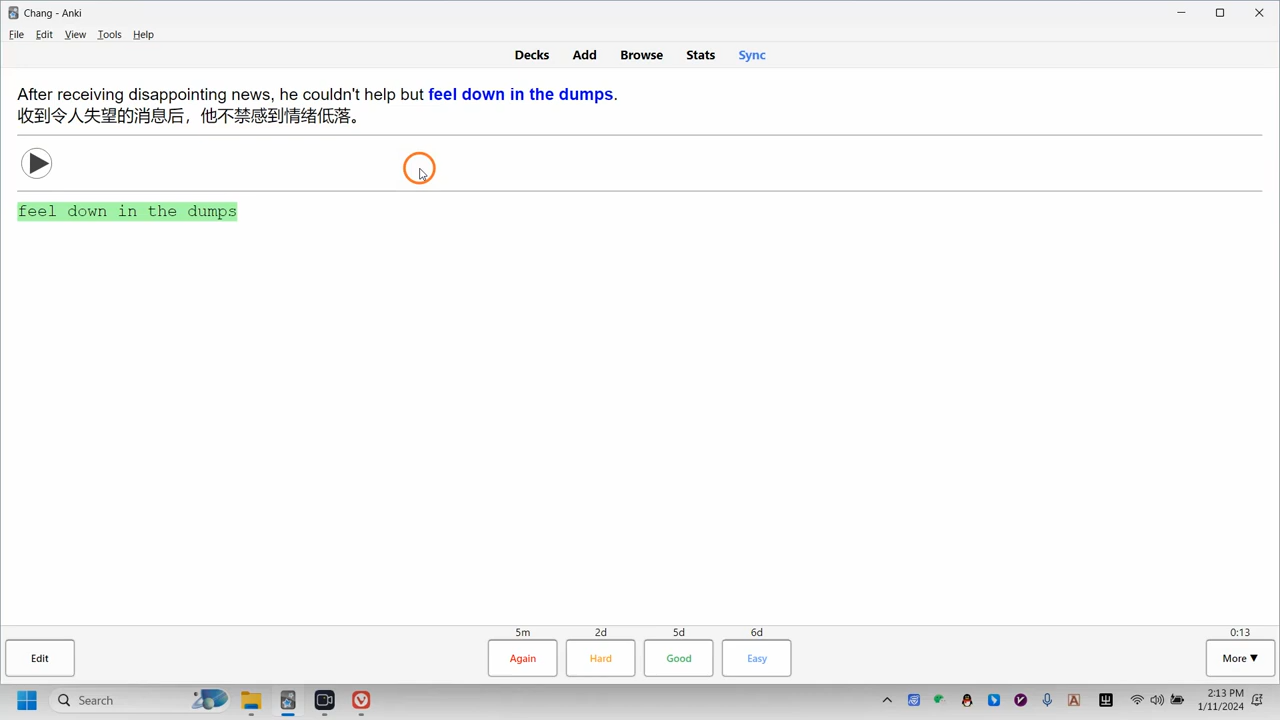 Chang - Anki
File Edit View Tools Help
Decks Add Browse Stats Sync
After receiving disappointing news, he couldn't help but feel down in the dumps.
收到令人失望的消息后，他不禁感到情绪低落。
feel down in the dumps
5m 2d 5d 6d 0:13
Edit Again Hard Good Easy More ▼
Search
2:13 PM
1/11/2024